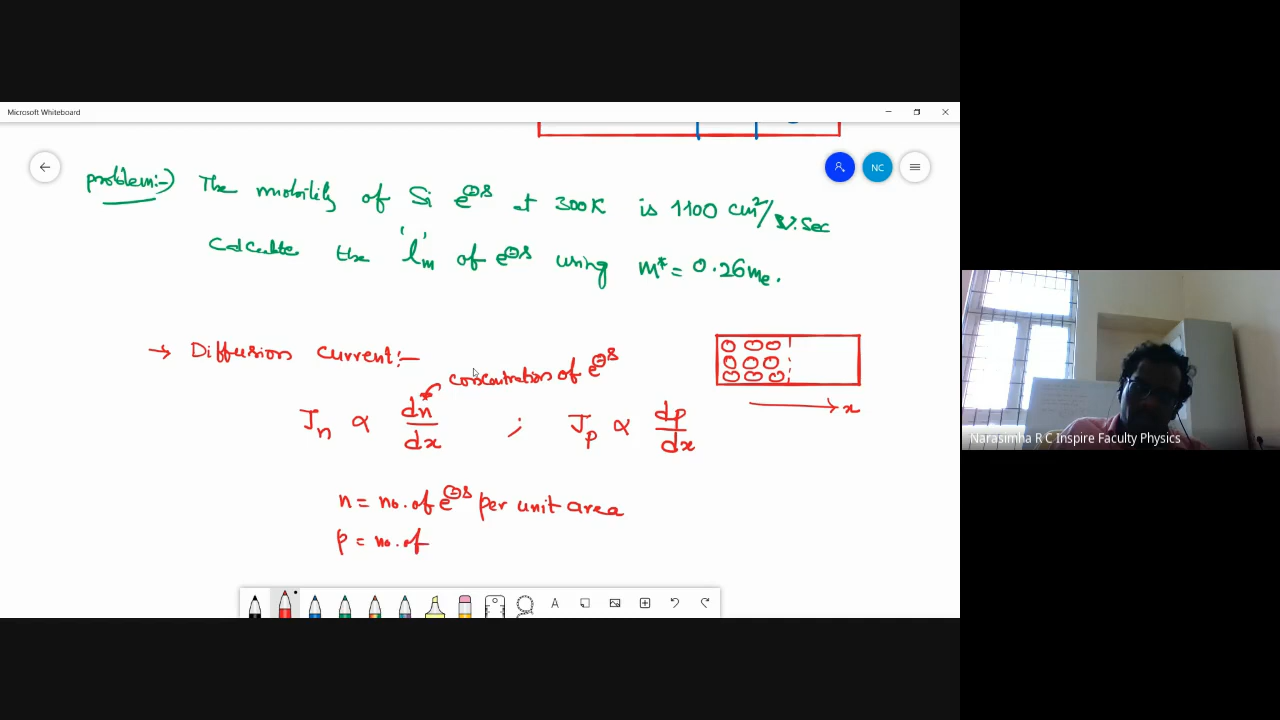 Microsoft Whiteboard
NC
problem:-) The mobility of Si e⊖s at 300K is 1100 cm²/V.Sec
Calculate the 'lm' of e⊖s using m* = 0.26me.
→ Diffusion current:-
concentration of e⊖s
Jn ∝ dn/dx ; Jp ∝ dp/dx
x
n = no. of e⊖s per unit area
p = no. of
A
Narasimha R C Inspire Faculty Physics